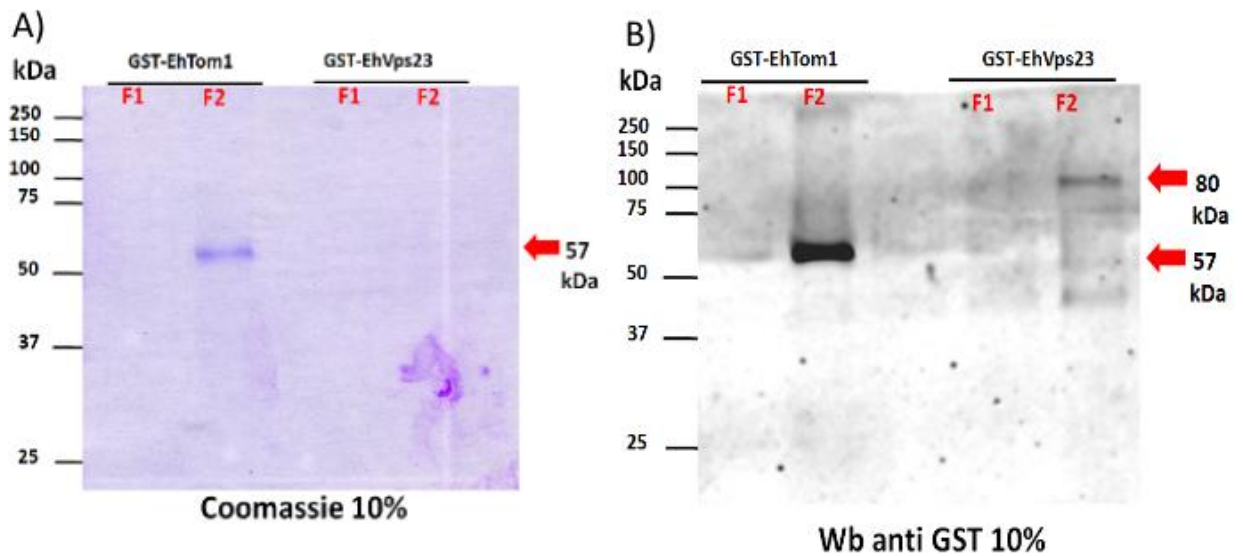 A)
kDa
GST-EhTom1
GST-EhVps23
F1
F2
F1
F2
250
150
100
75
50
37
25
57
kDa
Coomassie 10%
B)
kDa
GST-EhTom1
GST-EhVps23
F1
F2
F1
F2
250
150
100
75
50
37
25
80
kDa
57
kDa
Wb anti GST 10%